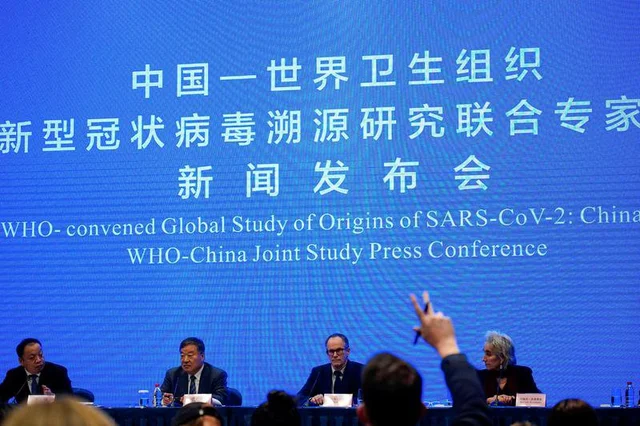 中国—世界卫生组织
新型冠状病毒溯源研究联合专家
新闻发布会
WHO- convened Global Study of Origins of SARS-CoV-2: China
WHO-China Joint Study Press Conference